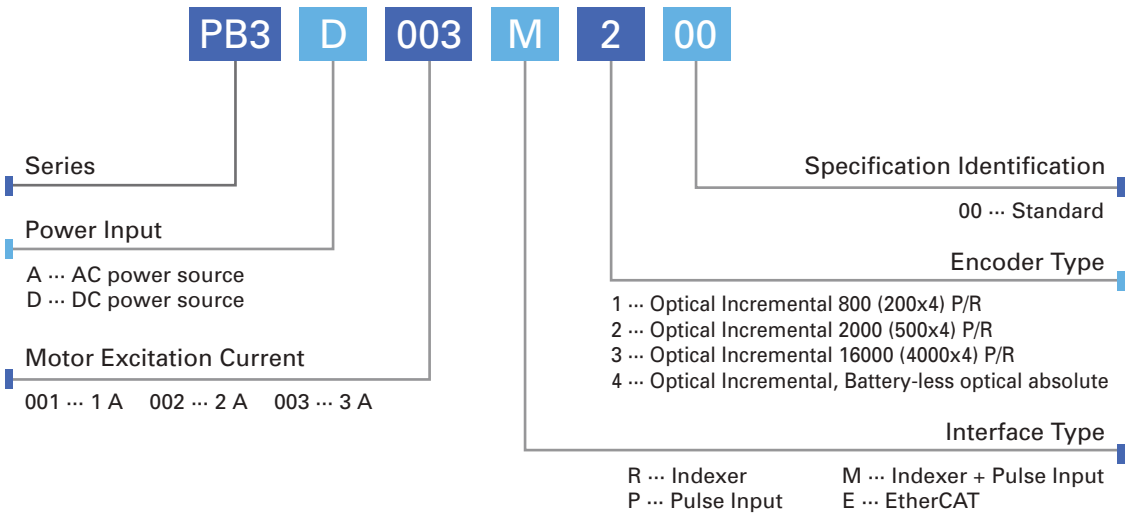 PB3 D 003 M 2 00
Series
Power Input
A ··· AC power source
D ··· DC power source
Motor Excitation Current
001 ··· 1 A 002 ··· 2 A 003 ··· 3 A
Specification Identification
00 ··· Standard
Encoder Type
1 ··· Optical Incremental 800 (200x4) P/R
2 ··· Optical Incremental 2000 (500x4) P/R
3 ··· Optical Incremental 16000 (4000x4) P/R
4 ··· Optical Incremental, Battery-less optical absolute
Interface Type
R ··· Indexer M ··· Indexer + Pulse Input
P ··· Pulse Input E ··· EtherCAT